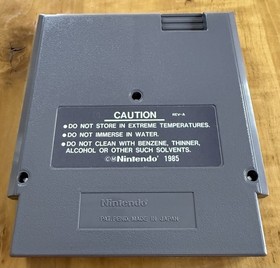 CAUTION REV-A
●DO NOT STORE IN EXTREME TEMPERATURES.
●DO NOT IMMERSE IN WATER.
●DO NOT CLEAN WITH BENZENE, THINNER,
ALCOHOL OR OTHER SUCH SOLVENTS.
©Ⓜ Nintendo® 1985
Nintendo®
PAT. PEND. MADE IN JAPAN